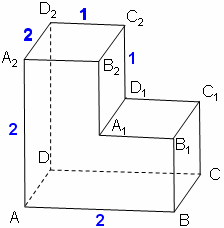 D₂ 1 C₂
2
A₂ B₂ 1
D₁ C₁
2 A₁ B₁
D C
A 2 B